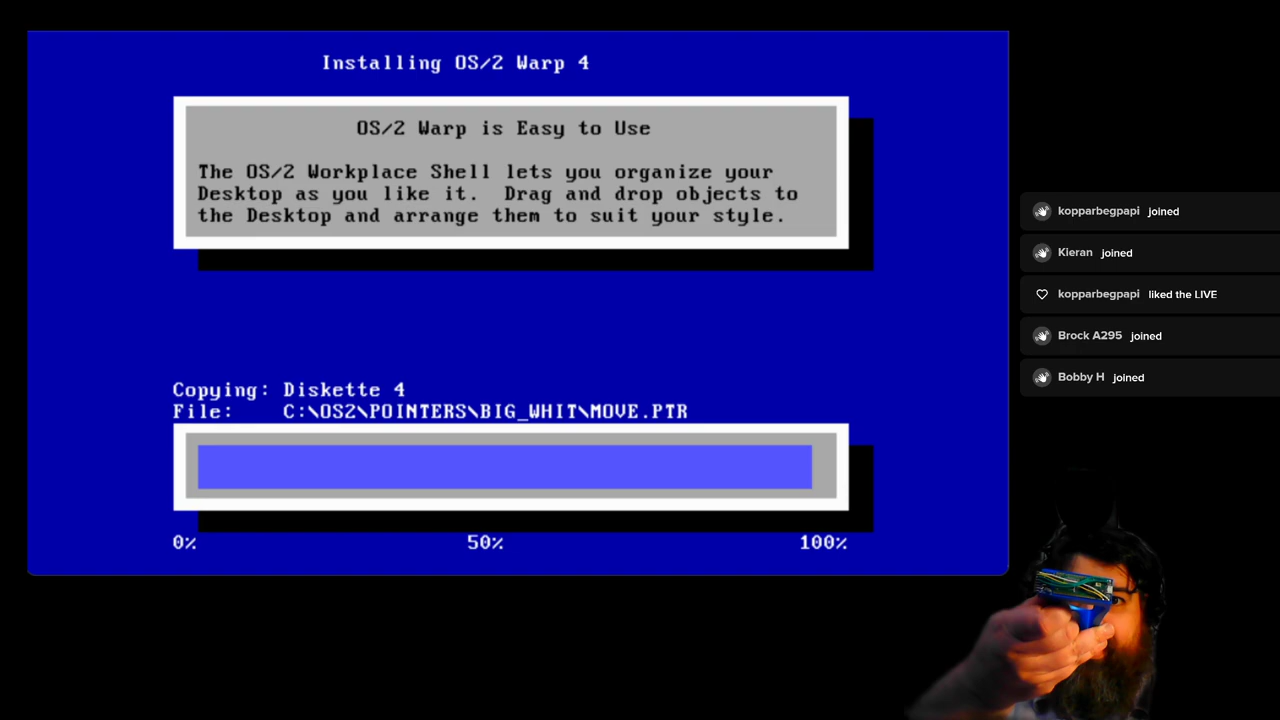 Installing OS/2 Warp 4
OS/2 Warp is Easy to Use
The OS/2 Workplace Shell lets you organize your
Desktop as you like it.  Drag and drop objects to
the Desktop and arrange them to suit your style.
Copying: Diskette 4
File:    C:\OS2\POINTERS\BIG_WHIT\MOVE.PTR
0% 50% 100%
kopparbegpapi joined
Kieran joined
kopparbegpapi liked the LIVE
Brock A295 joined
Bobby H joined